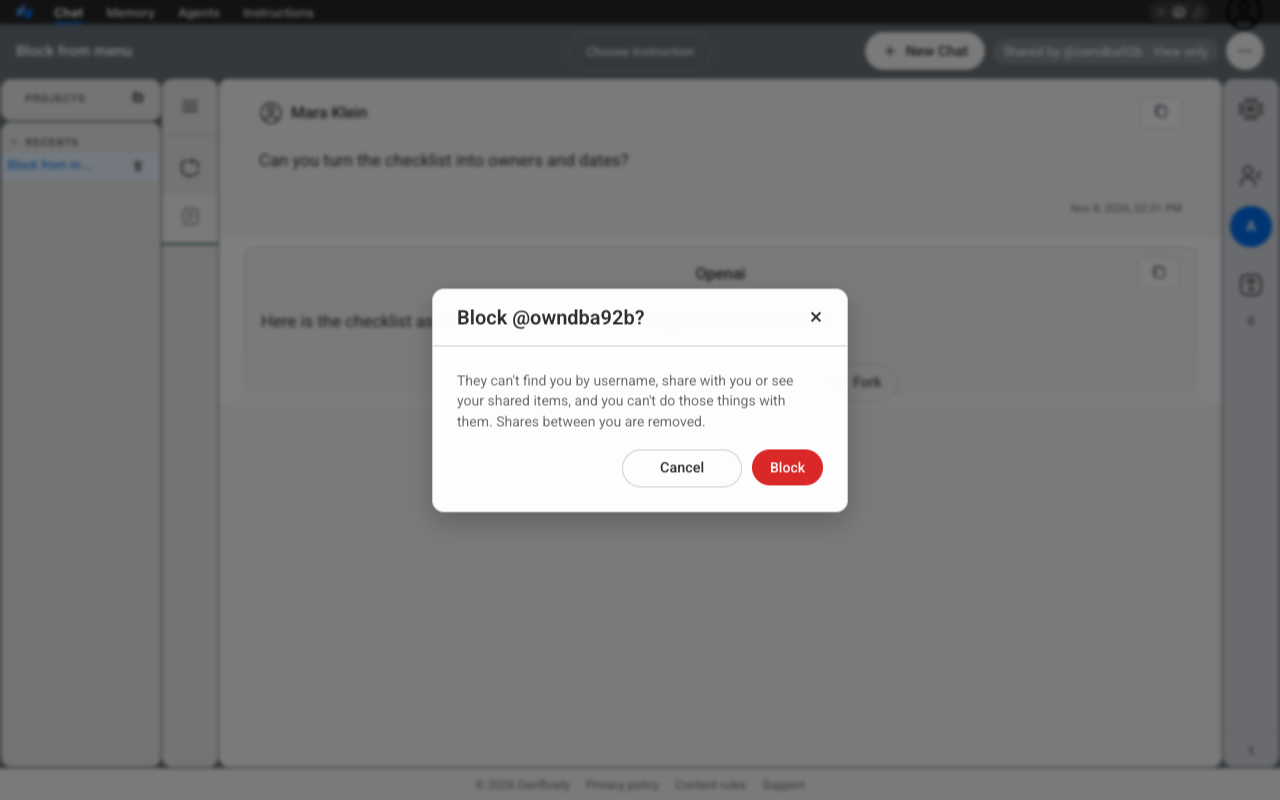 Chat Memory Agents Instructions
Block from menu
Choose instruction
+ New Chat
Shared by @owndba92b · View only
PROJECTS
RECENTS
Block from m...
Mara Klein
Can you turn the checklist into owners and dates?
Nov 8, 2026, 02:31 PM
Openai
Here is the checklist as
Fork
A
Block @owndba92b?
They can't find you by username, share with you or see
your shared items, and you can't do those things with
them. Shares between you are removed.
Cancel
Block
© 2026 Genflowly Privacy policy Content rules Support